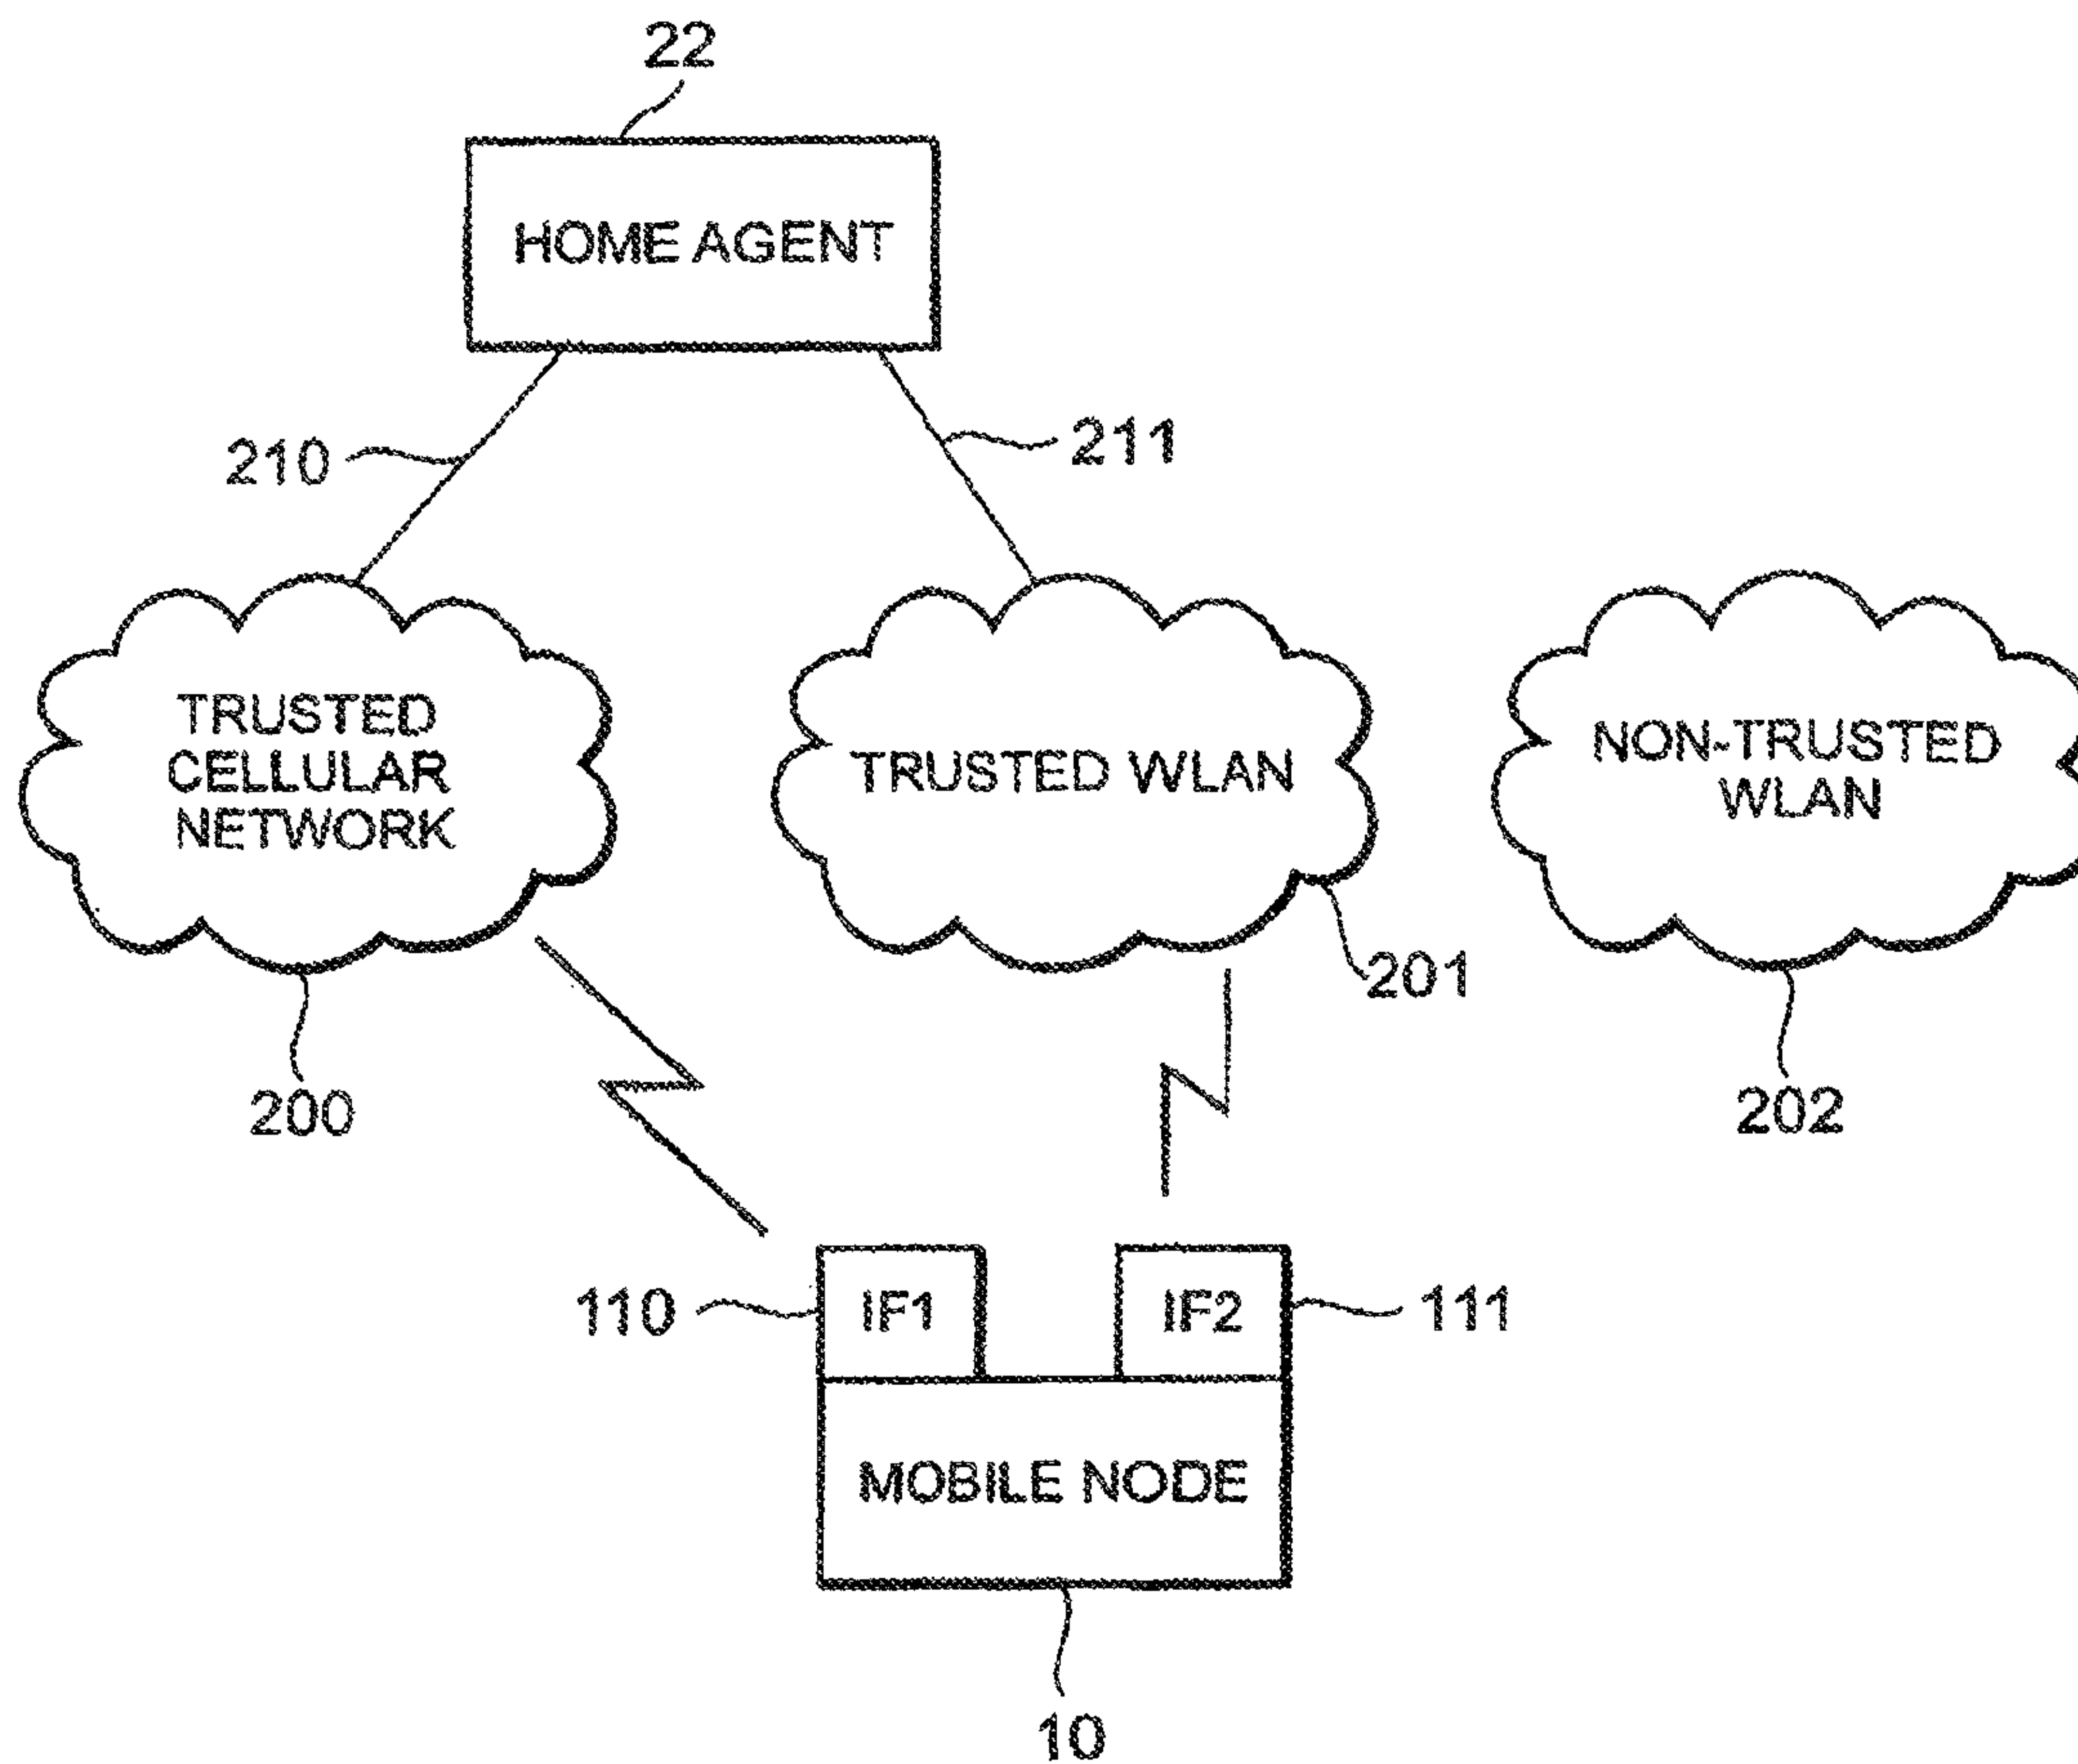 22
HOME AGENT
210
211
TRUSTED
CELLULAR
NETWORK
TRUSTED WLAN
NON-TRUSTED
WLAN
201
200
202
110
IF1
IF2
111
MOBILE NODE
10